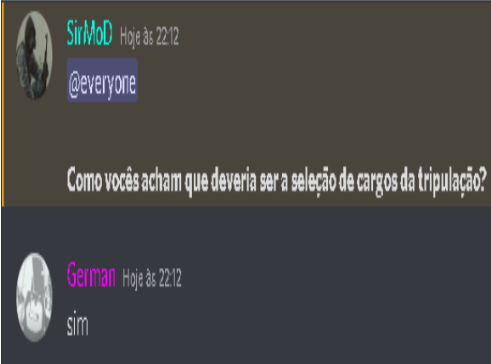 SirMoD Hoje às 22:12
@everyone
Como vocês acham que deveria ser a seleção de cargos da tripulação?
German Hoje às 22:12
sim